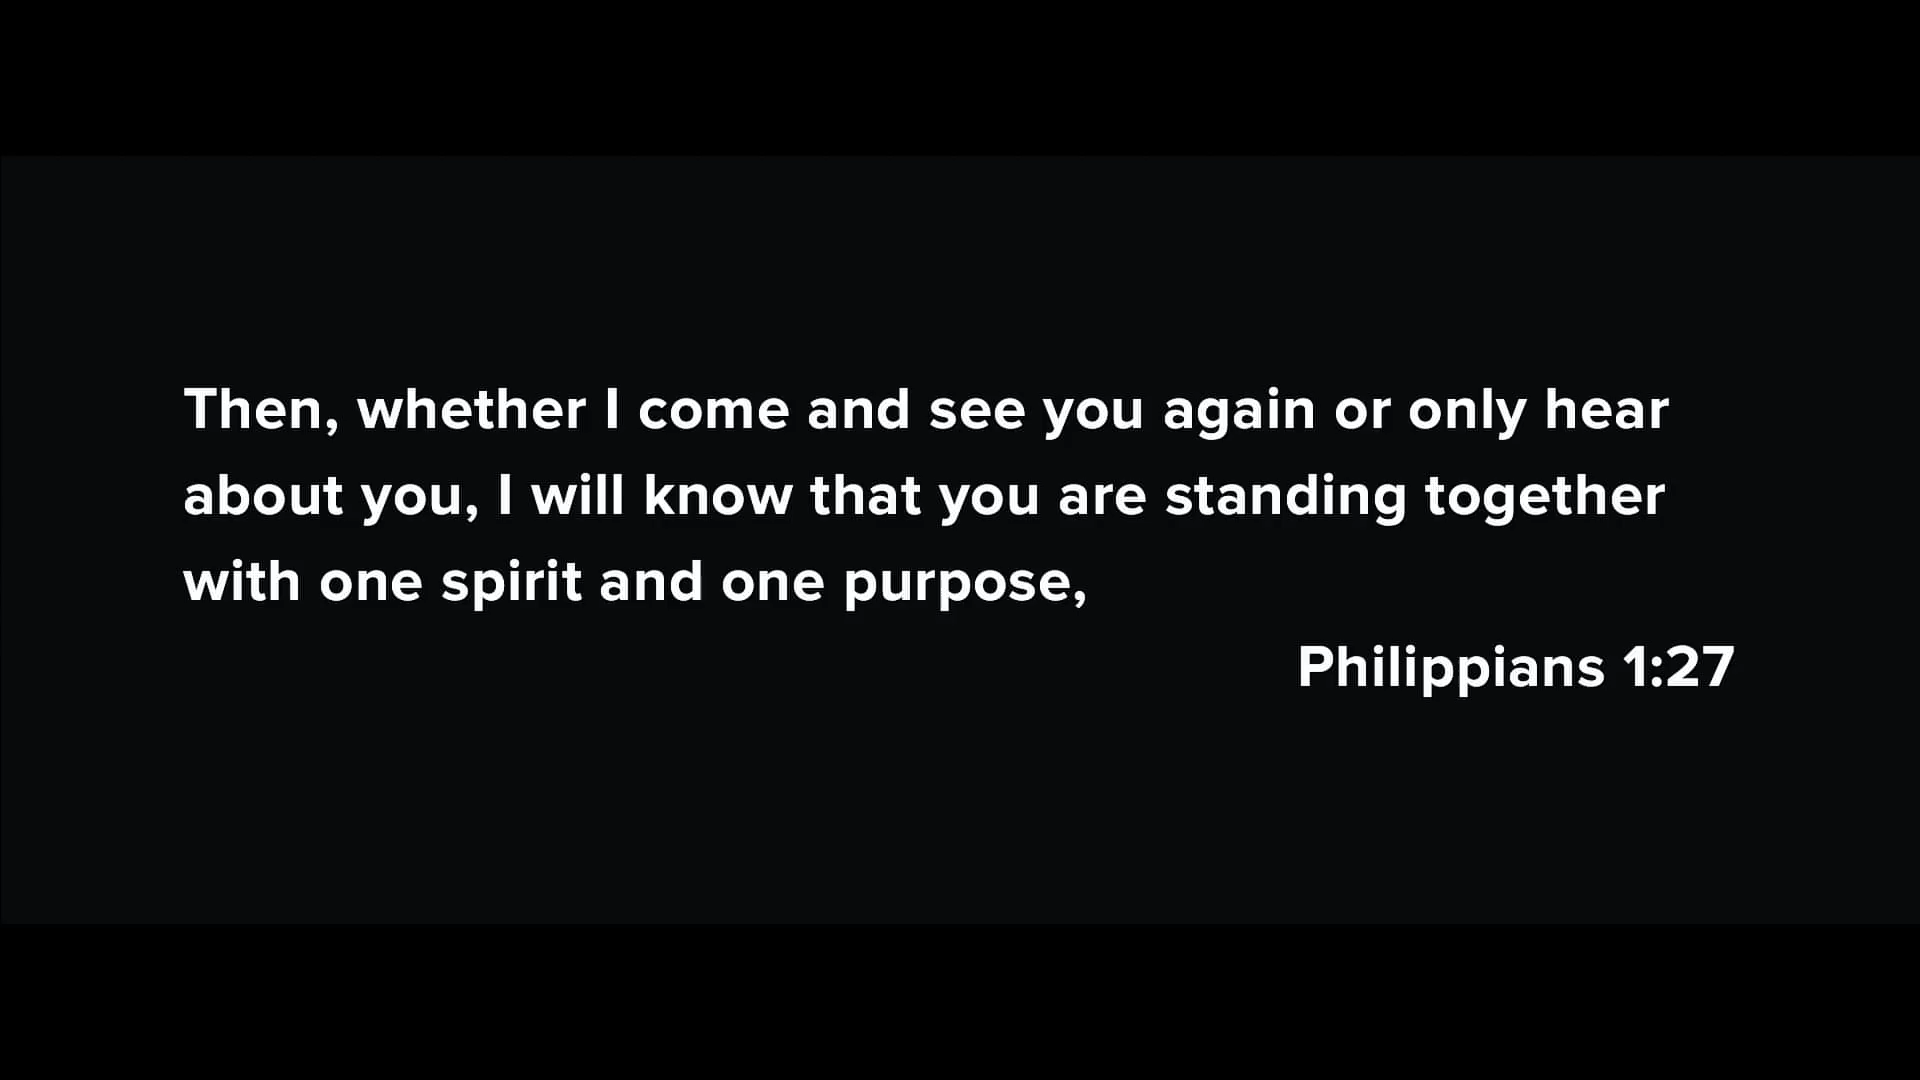 Then, whether I come and see you again or only hear
about you, I will know that you are standing together
with one spirit and one purpose,
Philippians 1:27